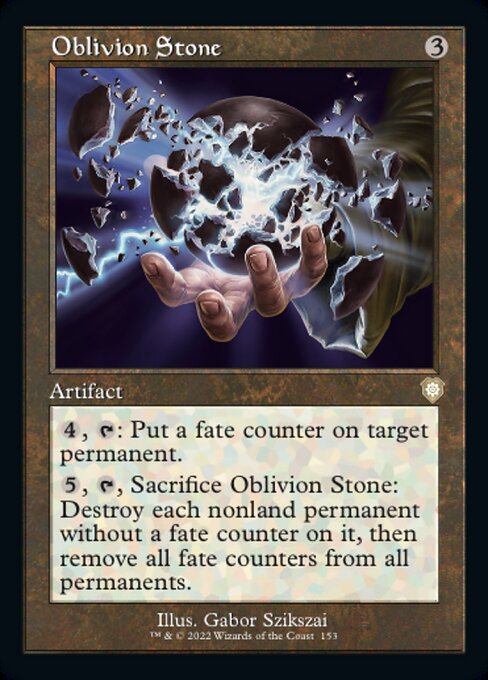 Oblivion Stone 3
Artifact
4, T: Put a fate counter on target
permanent.
5, T, Sacrifice Oblivion Stone:
Destroy each nonland permanent
without a fate counter on it, then
remove all fate counters from all
permanents.
Illus. Gabor Szikszai
™ & © 2022 Wizards of the Coast 153